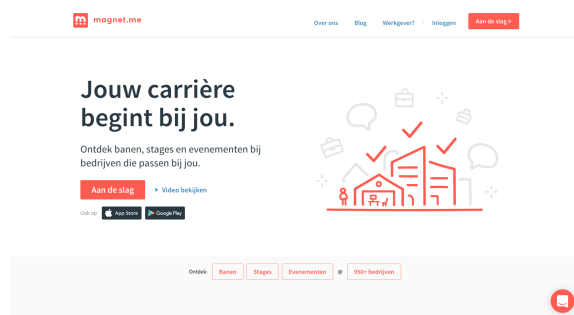 magnet.me
Over ons Blog Werkgever? Inloggen Aan de slag >
Jouw carrière
begint bij jou.
Ontdek banen, stages en evenementen bij
bedrijven die passen bij jou.
Aan de slag Video bekijken
Ook op App Store Google Play
Ontdek: Banen Stages Evenementen @ 950+ bedrijven